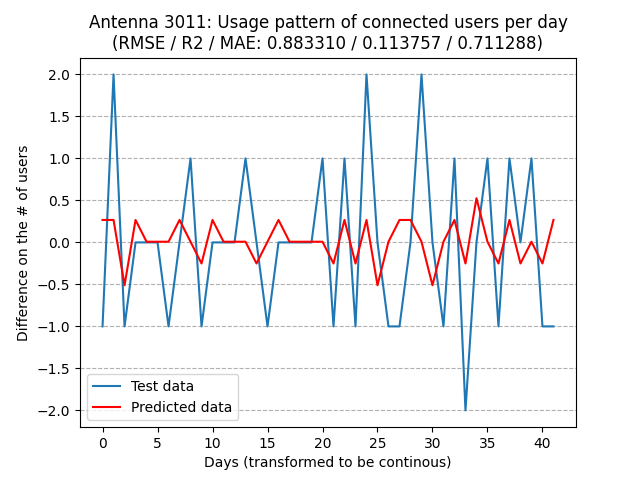 Antenna 3011: Usage pattern of connected users per day
(RMSE / R2 / MAE: 0.883310 / 0.113757 / 0.711288)
Difference on the # of users
2.0
1.5
1.0
0.5
0.0
−0.5
−1.0
−1.5
−2.0
Test data
Predicted data
0 5 10 15 20 25 30 35 40
Days (transformed to be continous)